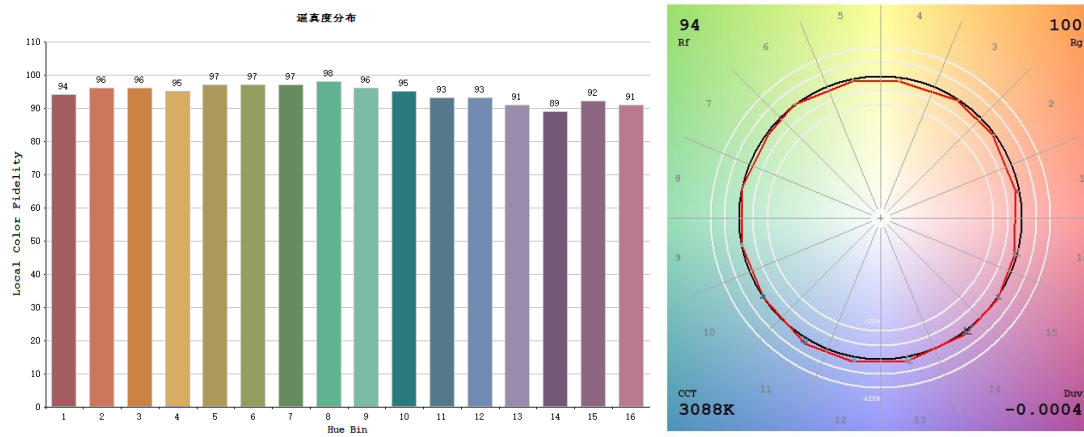 逼真度分布
Local Color Fidelity
110
100
90
80
70
60
50
40
30
20
10
0
94 96 96 95 97 97 97 98 96 95 93 93 91 89 92 91
1 2 3 4 5 6 7 8 9 10 11 12 13 14 15 16
Hue Bin
94
Rf
100
Rg
5 4
6 3
7 2
8 1
9
10 15
11 14
12 13
-20%
+20%
CCT
3088K
Duv
-0.0004